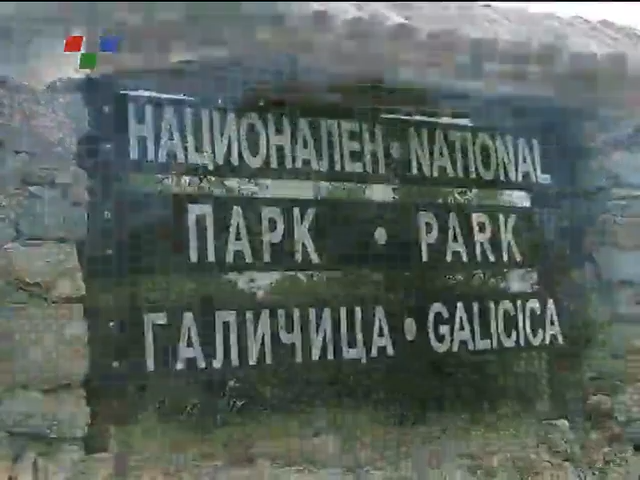 НАЦИОНАЛЕН • NATIONAL
ПАРК • PARK
ГАЛИЧИЦА • GALICICA